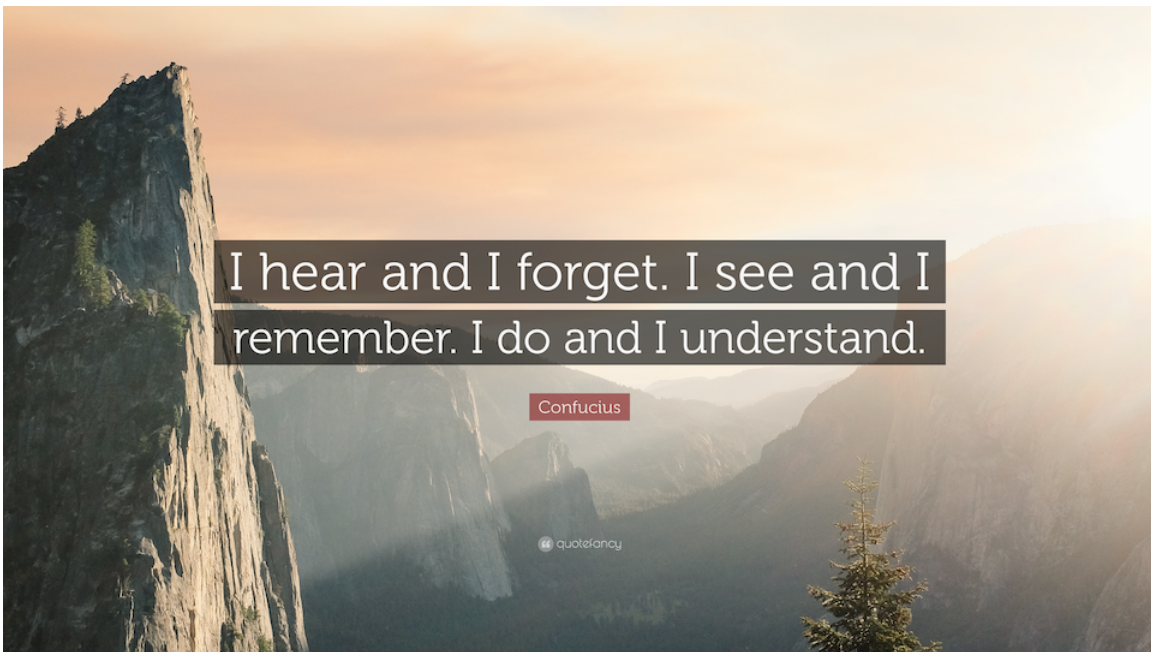 I hear and I forget. I see and I
remember. I do and I understand.
Confucius
quotefancy